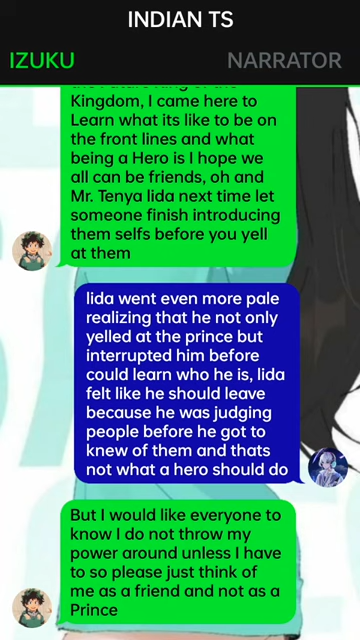 INDIAN TS
IZUKU NARRATOR
Kingdom, I came here to
Learn what its like to be on
the front lines and what
being a Hero is I hope we
all can be friends, oh and
Mr. Tenya Iida next time let
someone finish introducing
them selfs before you yell
at them
Iida went even more pale
realizing that he not only
yelled at the prince but
interrupted him before
could learn who he is, Iida
felt like he should leave
because he was judging
people before he got to
knew of them and thats
not what a hero should do
But I would like everyone to
know I do not throw my
power around unless I have
to so please just think of
me as a friend and not as a
Prince